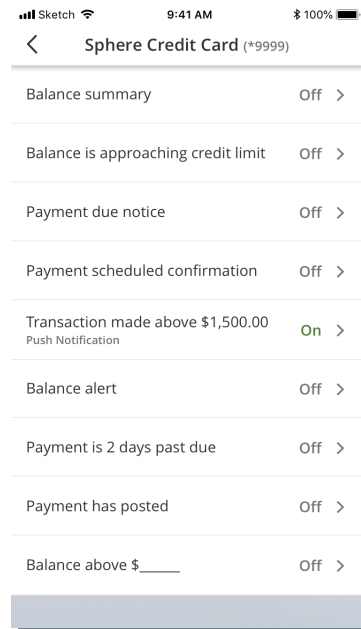 Sketch 9:41 AM 100%
Sphere Credit Card (*9999)
Balance summary Off
Balance is approaching credit limit Off
Payment due notice Off
Payment scheduled confirmation Off
Transaction made above $1,500.00 On
Push Notification
Balance alert Off
Payment is 2 days past due Off
Payment has posted Off
Balance above $______ Off